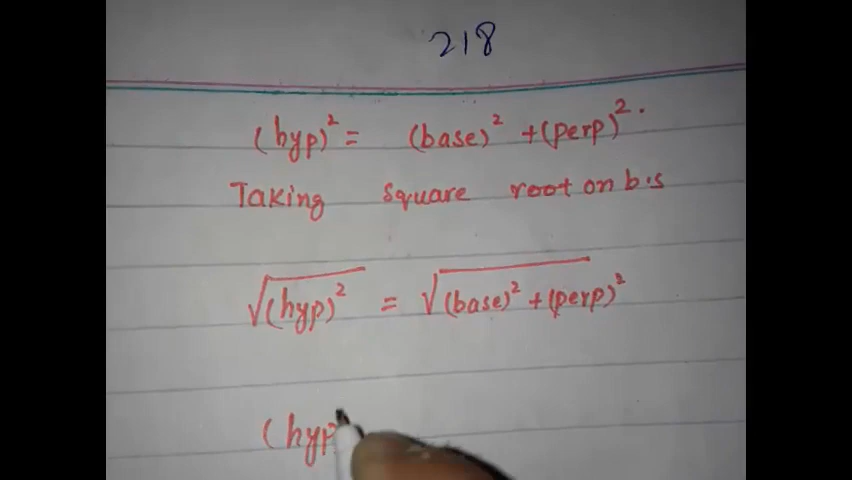 218
(hyp)² = (base)² + (perp)².
Taking Square root on b.s
√(hyp)² = √(base)² + (perp)²
(hyp